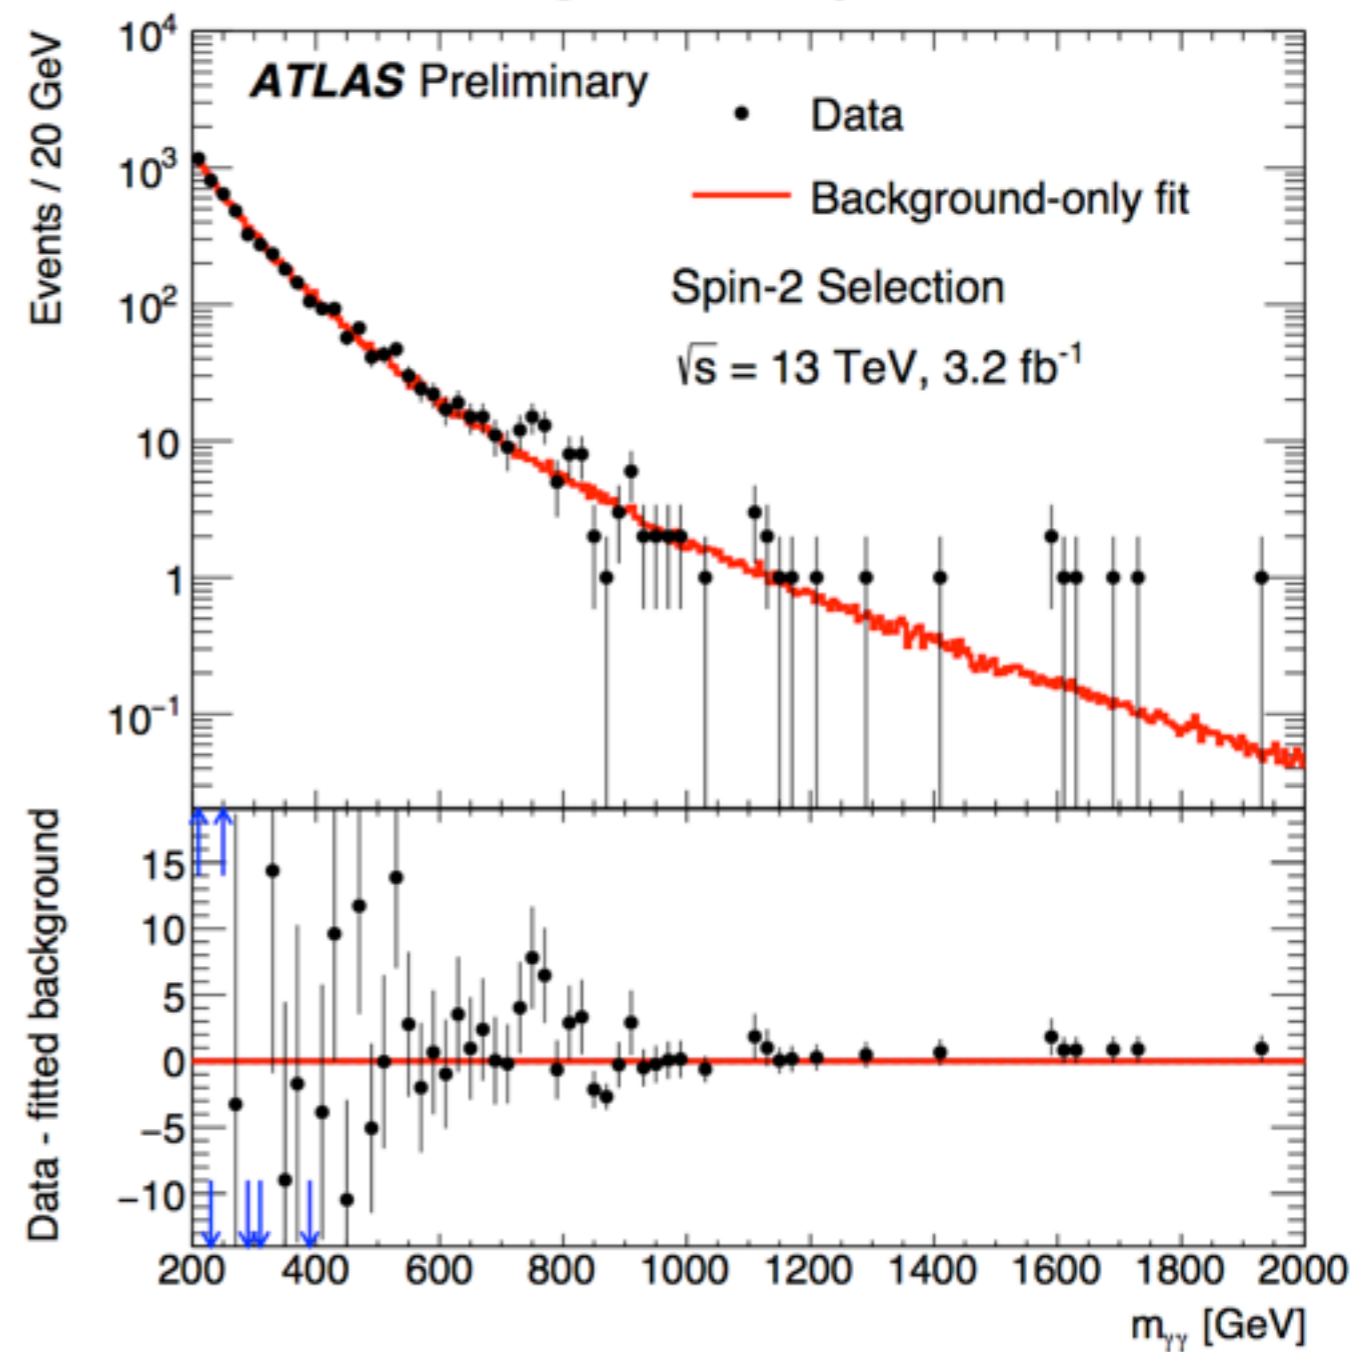 ATLAS Preliminary
Data
Background-only fit
Spin-2 Selection
√s = 13 TeV, 3.2 fb⁻¹
Events / 20 GeV
10⁴
10³
10²
10
1
10⁻¹
Data - fitted background
15
10
5
0
−5
−10
200 400 600 800 1000 1200 1400 1600 1800 2000
m_γγ [GeV]